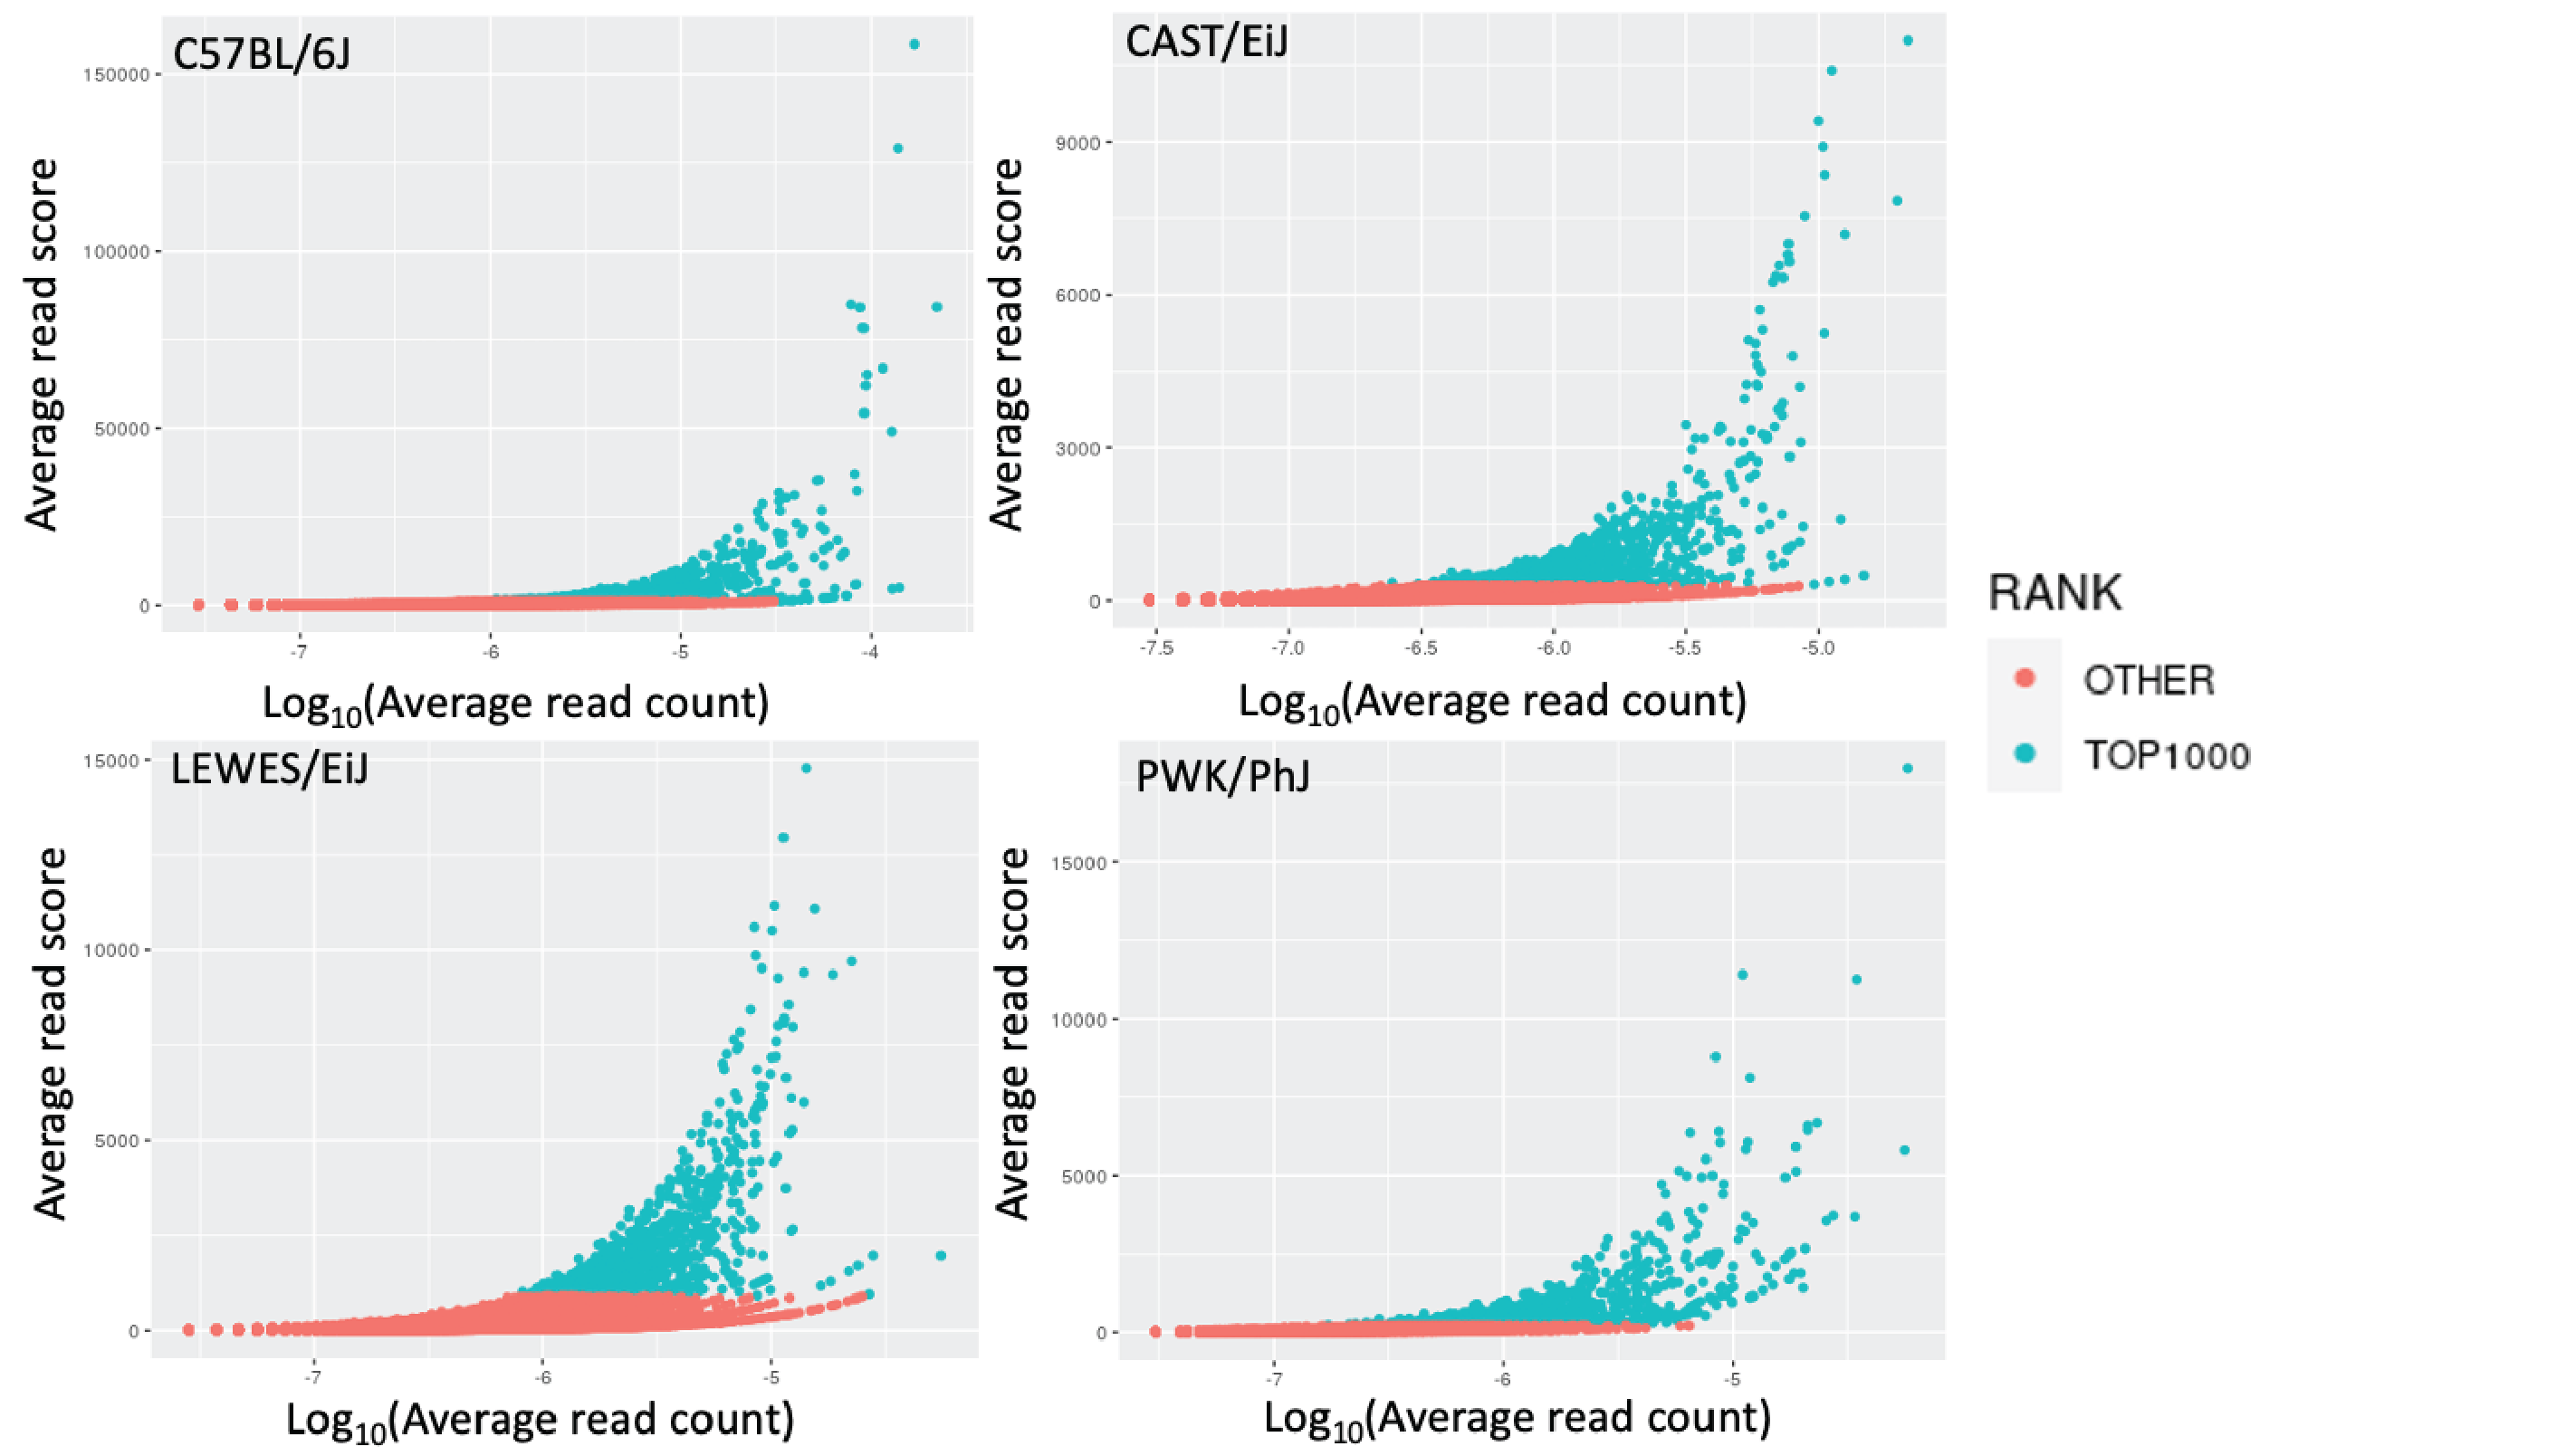 C57BL/6J
Average read score
150000
100000
50000
0
-7 -6 -5 -4
Log10(Average read count)
CAST/EiJ
Average read score
9000
6000
3000
0
-7.5 -7.0 -6.5 -6.0 -5.5 -5.0
Log10(Average read count)
LEWES/EiJ
Average read score
15000
10000
5000
0
-7 -6 -5
Log10(Average read count)
PWK/PhJ
Average read score
15000
10000
5000
0
-7 -6 -5
Log10(Average read count)
RANK
OTHER
TOP1000